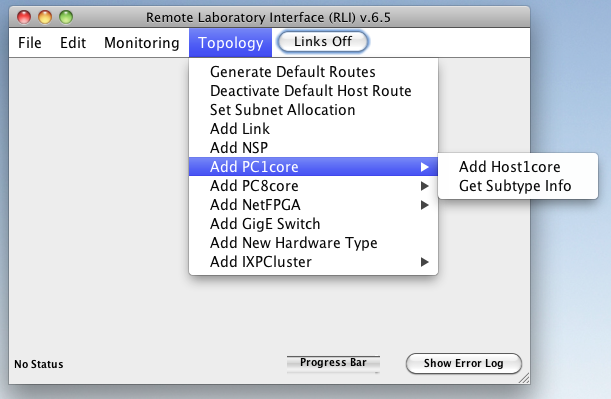 Remote Laboratory Interface (RLI) v.6.5
File Edit Monitoring Topology Links Off
Generate Default Routes
Deactivate Default Host Route
Set Subnet Allocation
Add Link
Add NSP
Add PC1core
Add Host1core
Add PC8core
Get Subtype Info
Add NetFPGA
Add GigE Switch
Add New Hardware Type
Add IXPCluster
No Status
Progress Bar
Show Error Log